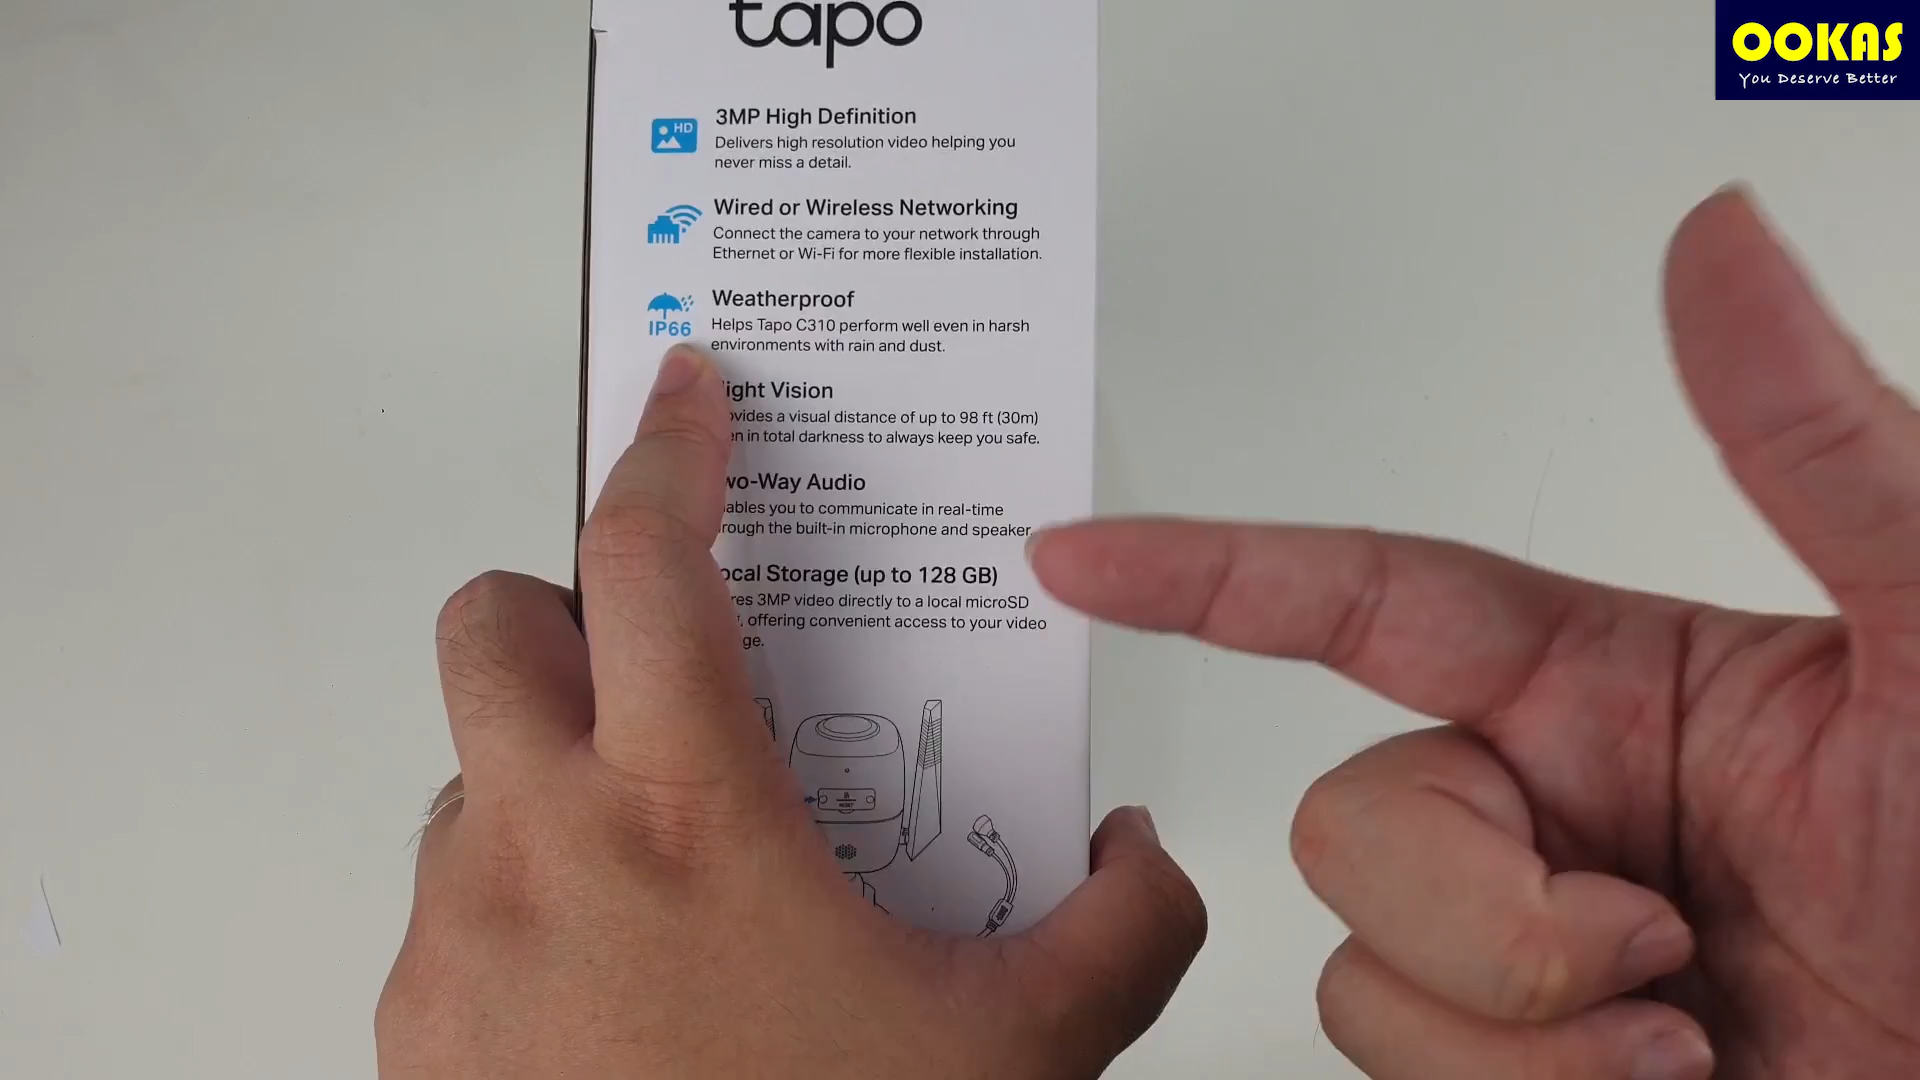 tapo
OOKAS
You Deserve Better
HD
3MP High Definition
Delivers high resolution video helping you
never miss a detail.
Wired or Wireless Networking
Connect the camera to your network through
Ethernet or Wi-Fi for more flexible installation.
IP66
Weatherproof
Helps Tapo C310 perform well even in harsh
environments with rain and dust.
ight Vision
ovides a visual distance of up to 98 ft (30m)
en in total darkness to always keep you safe.
wo-Way Audio
ables you to communicate in real-time
rough the built-in microphone and speaker.
ocal Storage (up to 128 GB)
res 3MP video directly to a local microSD
, offering convenient access to your video
ge.
RESET